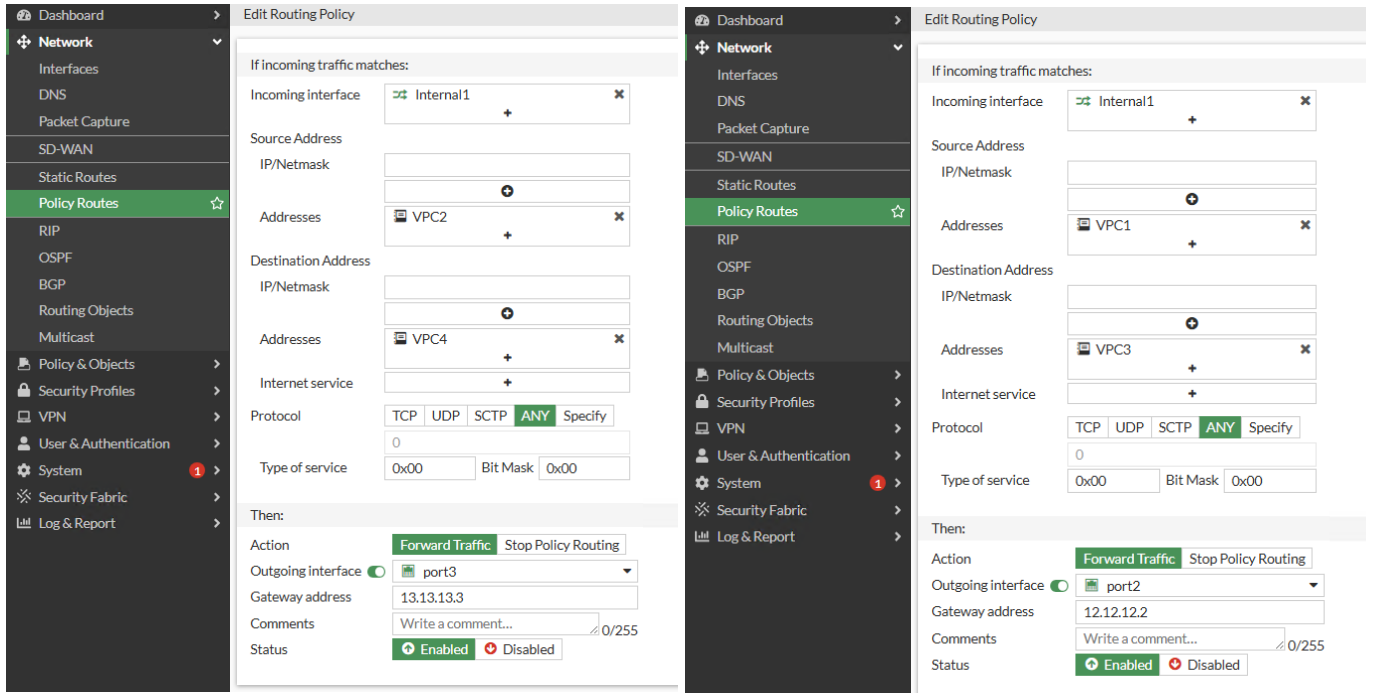 Dashboard
Network
Interfaces
DNS
Packet Capture
SD-WAN
Static Routes
Policy Routes
RIP
OSPF
BGP
Routing Objects
Multicast
Policy & Objects
Security Profiles
VPN
User & Authentication
System 1
Security Fabric
Log & Report
Edit Routing Policy
If incoming traffic matches:
Incoming interface Internal1
Source Address
IP/Netmask
Addresses VPC2
Destination Address
IP/Netmask
Addresses VPC4
Internet service
Protocol TCP UDP SCTP ANY Specify
0
Type of service 0x00 Bit Mask 0x00
Then:
Action Forward Traffic Stop Policy Routing
Outgoing interface port3
Gateway address 13.13.13.3
Comments Write a comment... 0/255
Status Enabled Disabled
Dashboard
Network
Interfaces
DNS
Packet Capture
SD-WAN
Static Routes
Policy Routes
RIP
OSPF
BGP
Routing Objects
Multicast
Policy & Objects
Security Profiles
VPN
User & Authentication
System 1
Security Fabric
Log & Report
Edit Routing Policy
If incoming traffic matches:
Incoming interface Internal1
Source Address
IP/Netmask
Addresses VPC1
Destination Address
IP/Netmask
Addresses VPC3
Internet service
Protocol TCP UDP SCTP ANY Specify
0
Type of service 0x00 Bit Mask 0x00
Then:
Action Forward Traffic Stop Policy Routing
Outgoing interface port2
Gateway address 12.12.12.2
Comments Write a comment... 0/255
Status Enabled Disabled